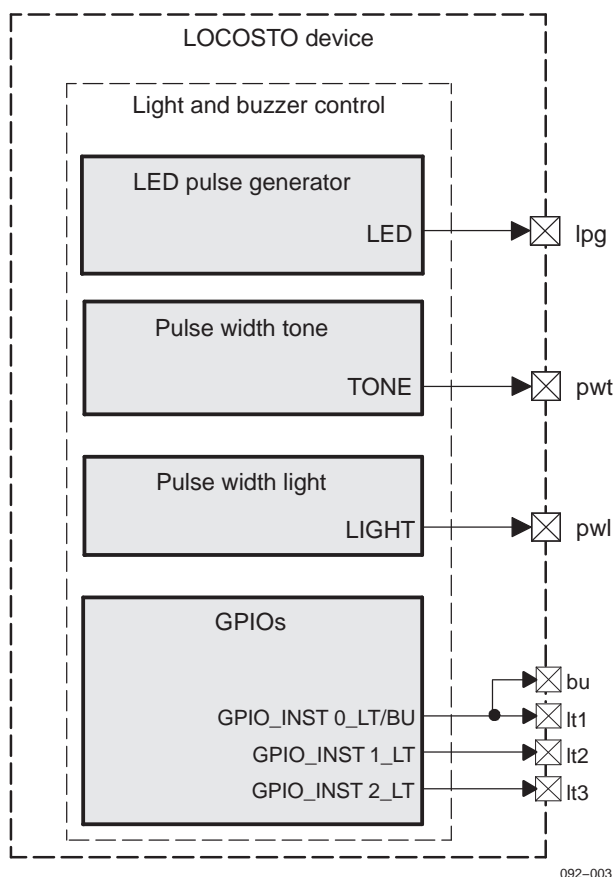 LOCOSTO device
Light and buzzer control
LED pulse generator
LED
lpg
Pulse width tone
TONE
pwt
Pulse width light
LIGHT
pwl
GPIOs
bu
GPIO_INST 0_LT/BU
lt1
GPIO_INST 1_LT
lt2
GPIO_INST 2_LT
lt3
092–003